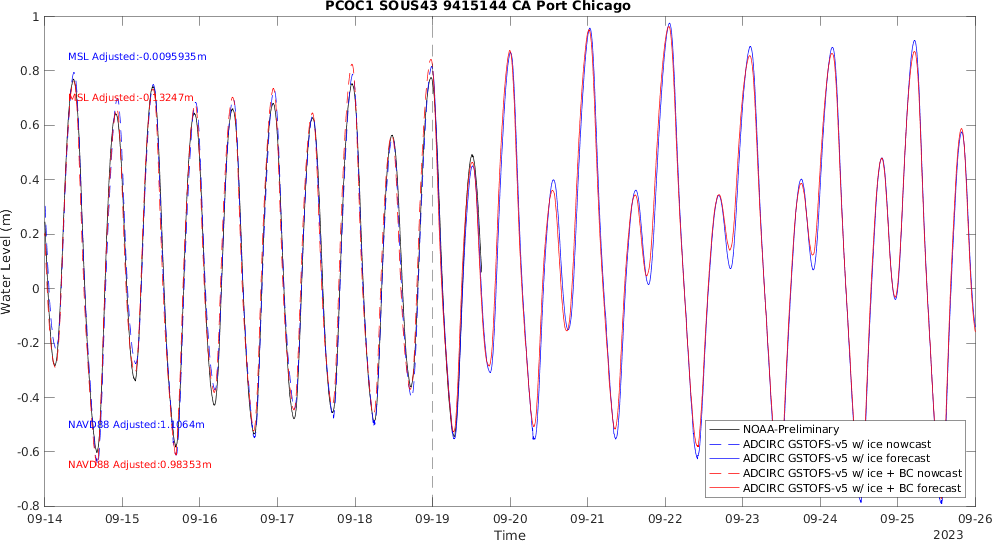 PCOC1 SOUS43 9415144 CA Port Chicago
1
0.8
0.6
0.4
0.2
0
-0.2
-0.4
-0.6
-0.8
Water Level (m)
MSL Adjusted:-0.0095935m
MSL Adjusted:-0.13247m
NAVD88 Adjusted:1.1064m
NAVD88 Adjusted:0.98353m
NOAA-Preliminary
ADCIRC GSTOFS-v5 w/ ice nowcast
ADCIRC GSTOFS-v5 w/ ice forecast
ADCIRC GSTOFS-v5 w/ ice + BC nowcast
ADCIRC GSTOFS-v5 w/ ice + BC forecast
09-14 09-15 09-16 09-17 09-18 09-19 09-20 09-21 09-22 09-23 09-24 09-25 09-26
Time
2023